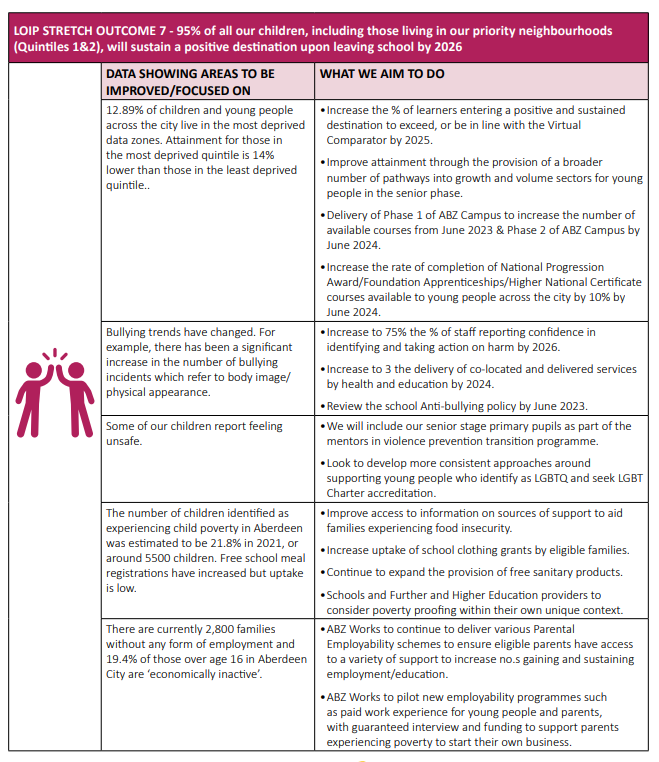 LOIP STRETCH OUTCOME 7 - 95% of all our children, including those living in our priority neighbourhoods
(Quintiles 1&2), will sustain a positive destination upon leaving school by 2026
DATA SHOWING AREAS TO BE
IMPROVED/FOCUSED ON
WHAT WE AIM TO DO
12.89% of children and young people
across the city live in the most deprived
data zones. Attainment for those in
the most deprived quintile is 14%
lower than those in the least deprived
quintile..
•Increase the % of learners entering a positive and sustained
destination to exceed, or be in line with the Virtual
Comparator by 2025.
•Improve attainment through the provision of a broader
number of pathways into growth and volume sectors for young
people in the senior phase.
•Delivery of Phase 1 of ABZ Campus to increase the number of
available courses from June 2023 & Phase 2 of ABZ Campus by
June 2024.
•Increase the rate of completion of National Progression
Award/Foundation Apprenticeships/Higher National Certificate
courses available to young people across the city by 10% by
June 2024.
Bullying trends have changed. For
example, there has been a significant
increase in the number of bullying
incidents which refer to body image/
physical appearance.
•Increase to 75% the % of staff reporting confidence in
identifying and taking action on harm by 2026.
•Increase to 3 the delivery of co-located and delivered services
by health and education by 2024.
•Review the school Anti-bullying policy by June 2023.
Some of our children report feeling
unsafe.
•We will include our senior stage primary pupils as part of the
mentors in violence prevention transition programme.
•Look to develop more consistent approaches around
supporting young people who identify as LGBTQ and seek LGBT
Charter accreditation.
The number of children identified as
experiencing child poverty in Aberdeen
was estimated to be 21.8% in 2021, or
around 5500 children. Free school meal
registrations have increased but uptake
is low.
•Improve access to information on sources of support to aid
families experiencing food insecurity.
•Increase uptake of school clothing grants by eligible families.
•Continue to expand the provision of free sanitary products.
•Schools and Further and Higher Education providers to
consider poverty proofing within their own unique context.
There are currently 2,800 families
without any form of employment and
19.4% of those over age 16 in Aberdeen
City are ‘economically inactive’.
•ABZ Works to continue to deliver various Parental
Employability schemes to ensure eligible parents have access
to a variety of support to increase no.s gaining and sustaining
employment/education.
•ABZ Works to pilot new employability programmes such
as paid work experience for young people and parents,
with guaranteed interview and funding to support parents
experiencing poverty to start their own business.